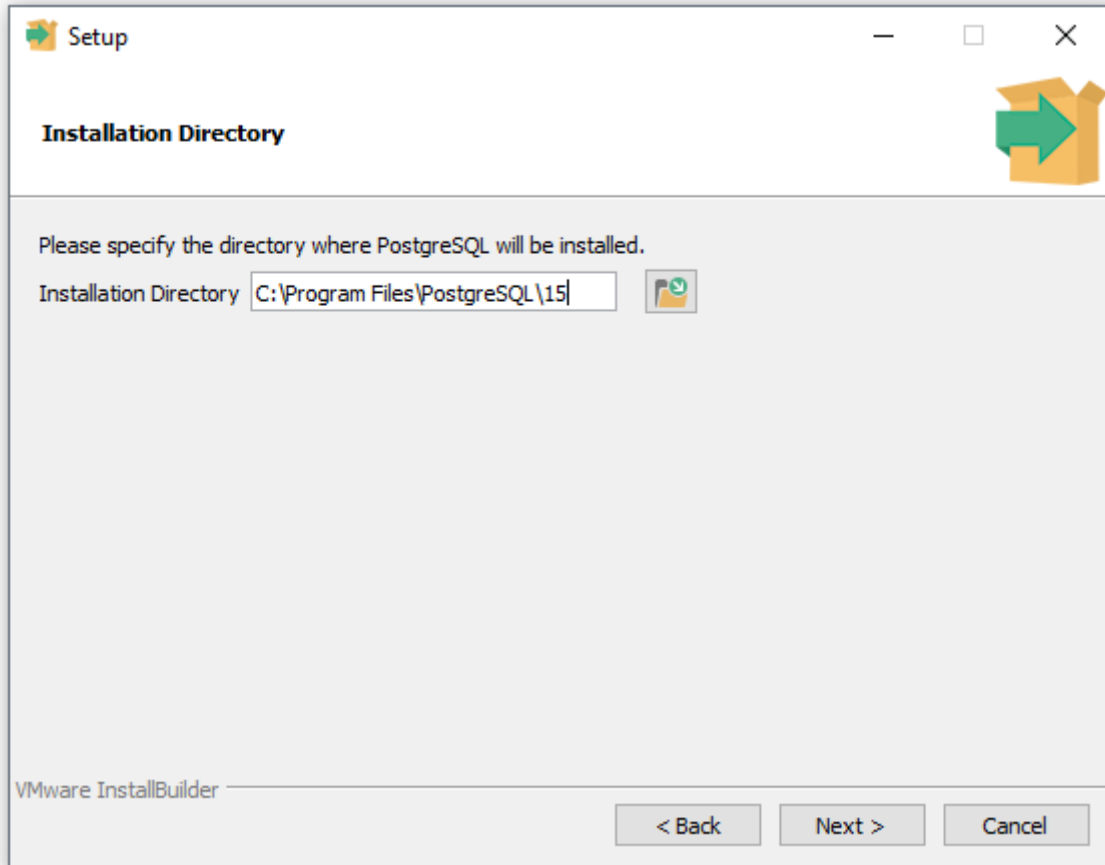 Setup
Installation Directory
Please specify the directory where PostgreSQL will be installed.
Installation Directory C:\Program Files\PostgreSQL\15
VMware InstallBuilder
< Back Next > Cancel